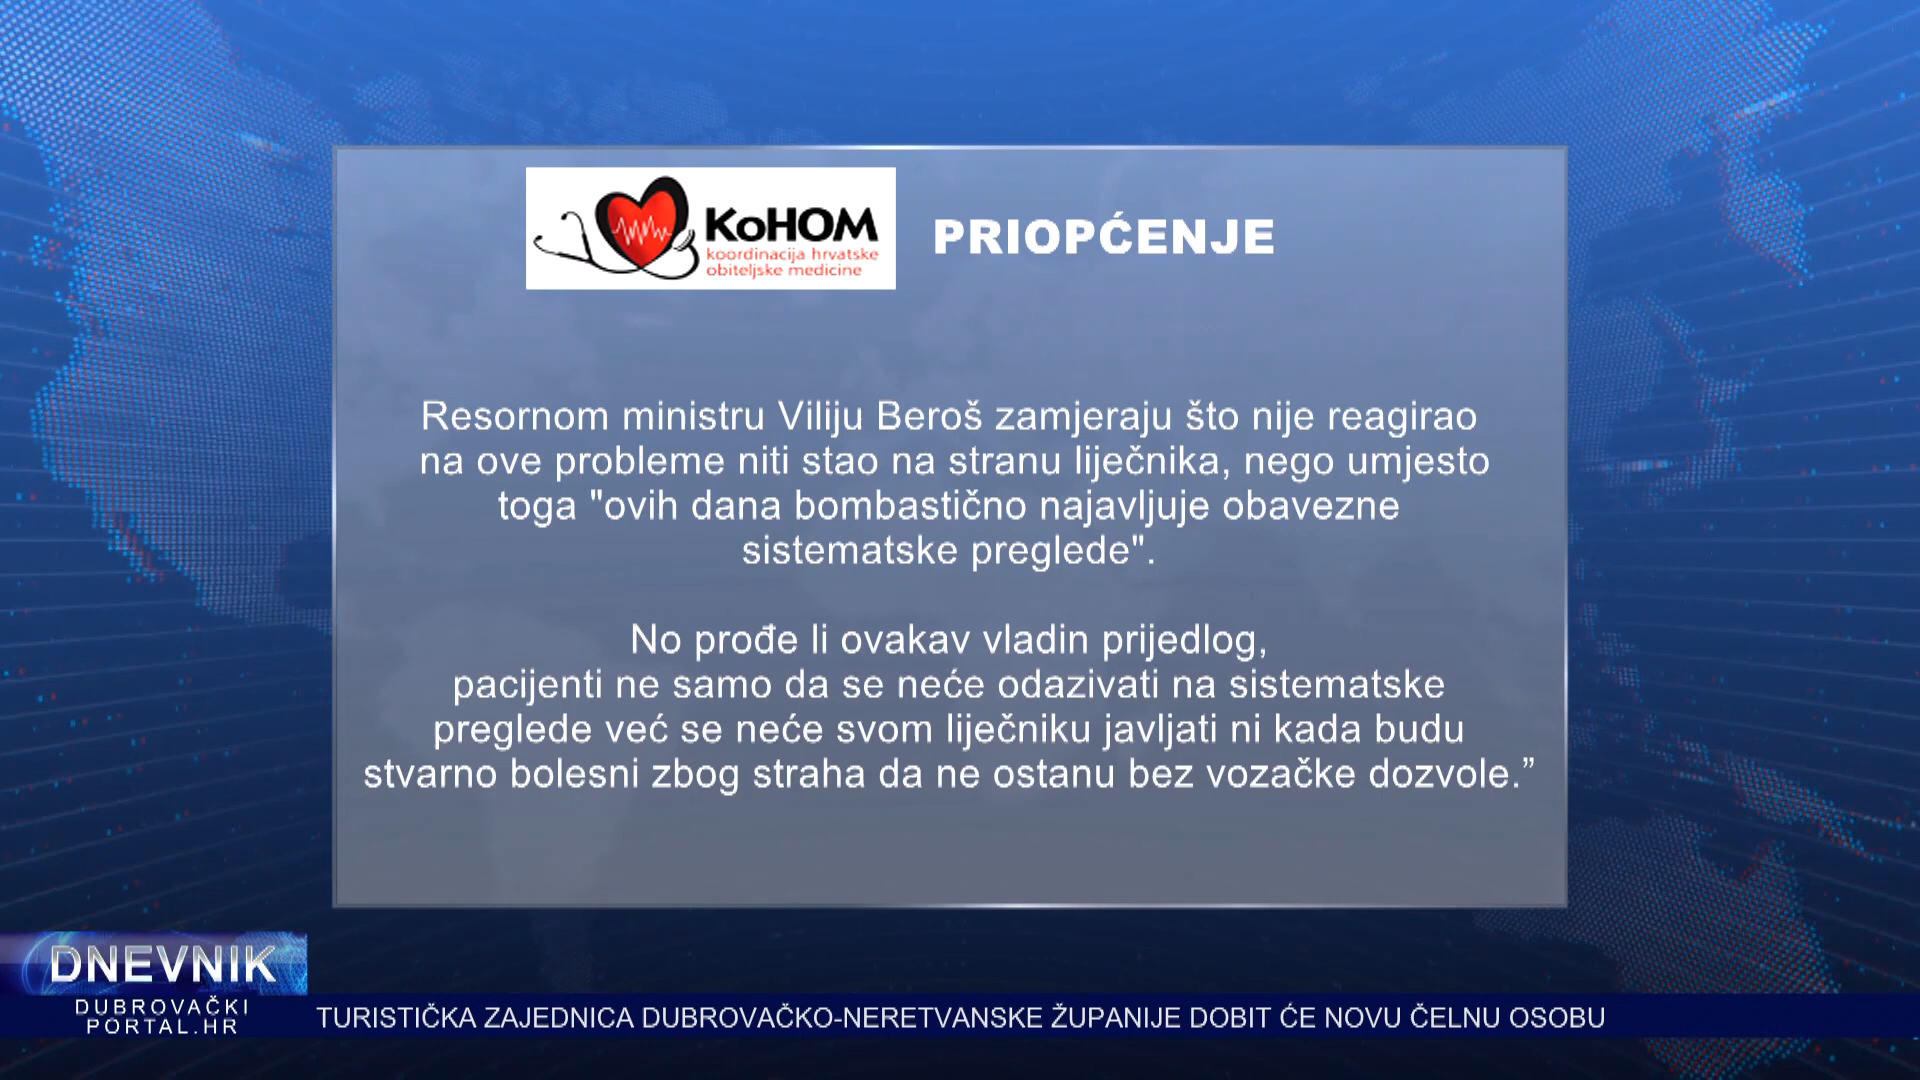 KoHOM
koordinacija hrvatske
obiteljske medicine
PRIOPĆENJE
Resornom ministru Viliju Beroš zamjeraju što nije reagirao
na ove probleme niti stao na stranu liječnika, nego umjesto
toga "ovih dana bombastično najavljuje obavezne
sistematske preglede".
No prođe li ovakav vladin prijedlog,
pacijenti ne samo da se neće odazivati na sistematske
preglede već se neće svom liječniku javljati ni kada budu
stvarno bolesni zbog straha da ne ostanu bez vozačke dozvole.”
DNEVNIK
DUBROVAČKI
PORTAL.HR
TURISTIČKA ZAJEDNICA DUBROVAČKO-NERETVANSKE ŽUPANIJE DOBIT ĆE NOVU ČELNU OSOBU